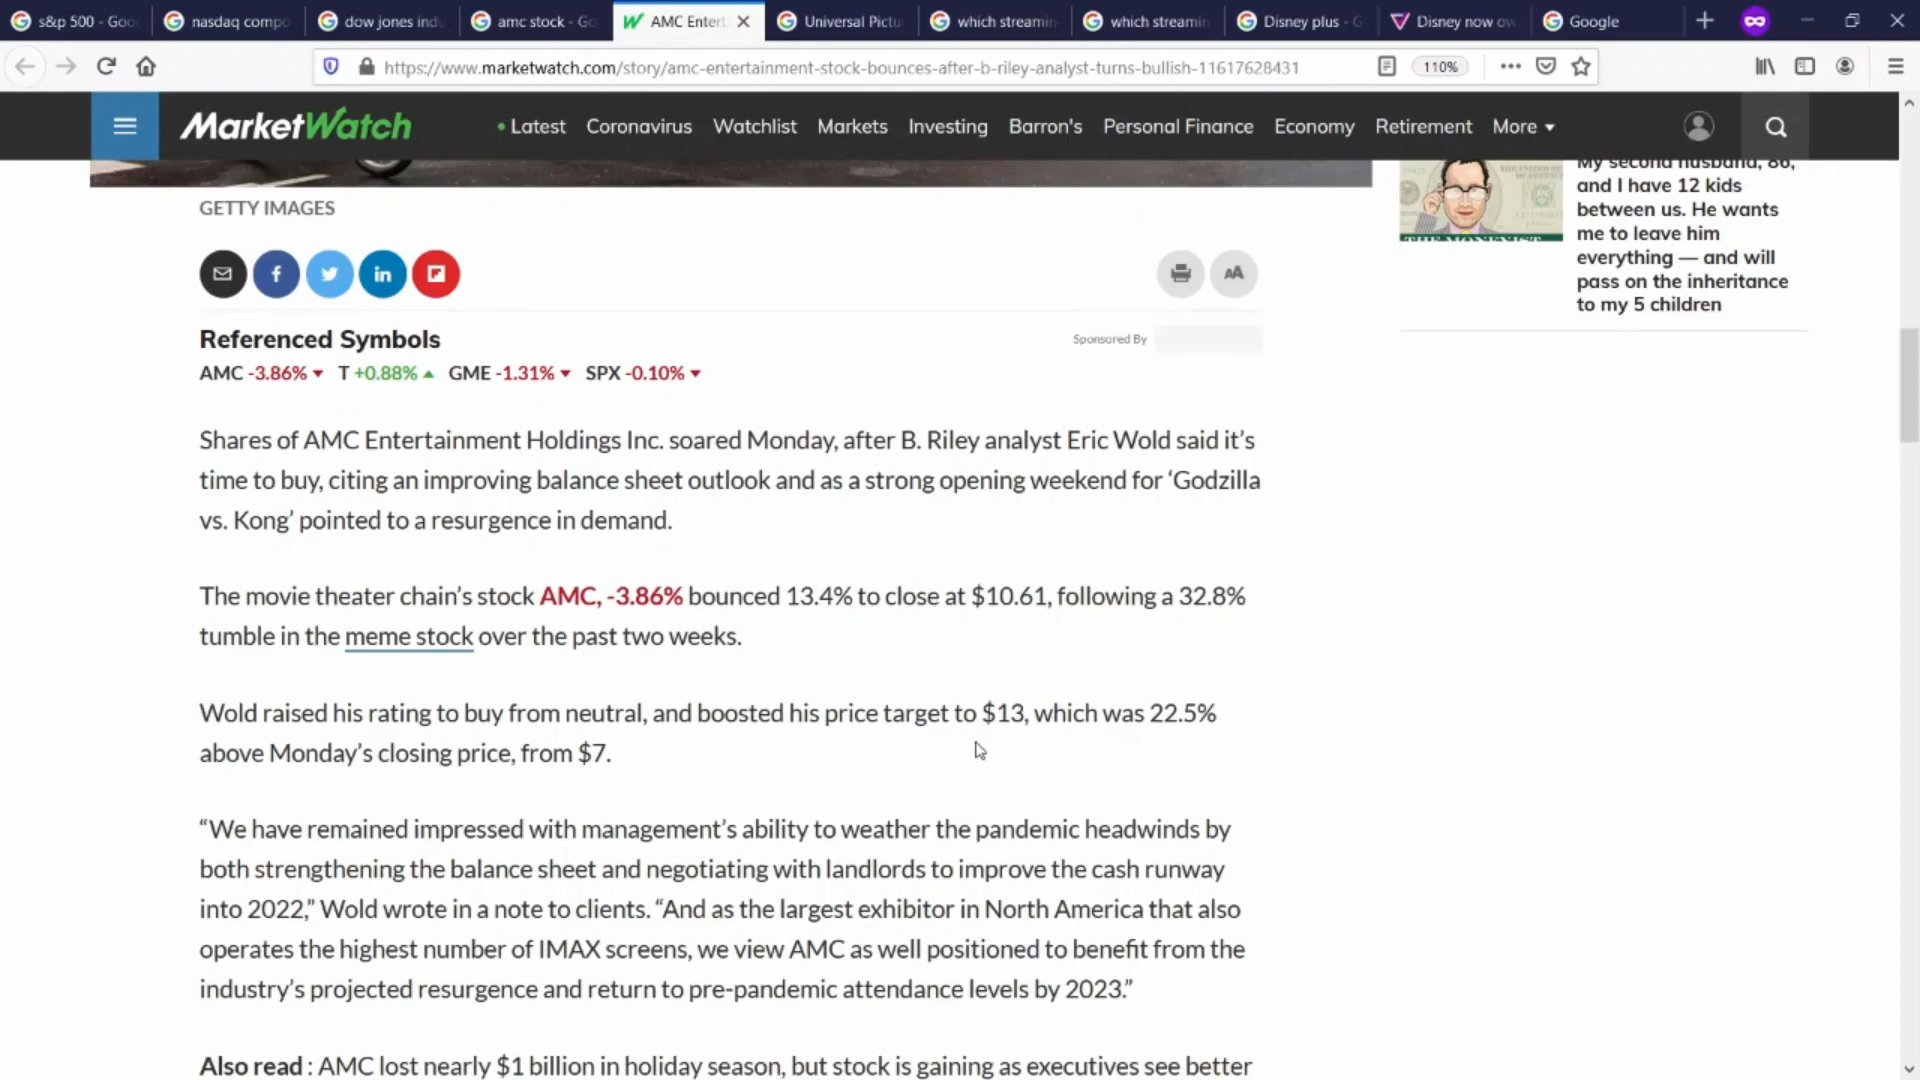 s&p 500 - Goo
nasdaq compo
dow jones indu
amc stock - Go
AMC Entert
Universal Pictu
which streamin
which streamin
Disney plus - G
Disney now ow
Google
https://www.marketwatch.com/story/amc-entertainment-stock-bounces-after-b-riley-analyst-turns-bullish-11617628431
110%
MarketWatch
• Latest Coronavirus Watchlist Markets Investing Barron's Personal Finance Economy Retirement More
My second husband, 86,
and I have 12 kids
between us. He wants
me to leave him
everything — and will
pass on the inheritance
to my 5 children
GETTY IMAGES
Referenced Symbols
Sponsored By
AMC -3.86% T +0.88% GME -1.31% SPX -0.10%
Shares of AMC Entertainment Holdings Inc. soared Monday, after B. Riley analyst Eric Wold said it’s
time to buy, citing an improving balance sheet outlook and as a strong opening weekend for ‘Godzilla
vs. Kong’ pointed to a resurgence in demand.
The movie theater chain’s stock AMC, -3.86% bounced 13.4% to close at $10.61, following a 32.8%
tumble in the meme stock over the past two weeks.
Wold raised his rating to buy from neutral, and boosted his price target to $13, which was 22.5%
above Monday’s closing price, from $7.
“We have remained impressed with management’s ability to weather the pandemic headwinds by
both strengthening the balance sheet and negotiating with landlords to improve the cash runway
into 2022,” Wold wrote in a note to clients. “And as the largest exhibitor in North America that also
operates the highest number of IMAX screens, we view AMC as well positioned to benefit from the
industry’s projected resurgence and return to pre-pandemic attendance levels by 2023.”
Also read : AMC lost nearly $1 billion in holiday season, but stock is gaining as executives see better